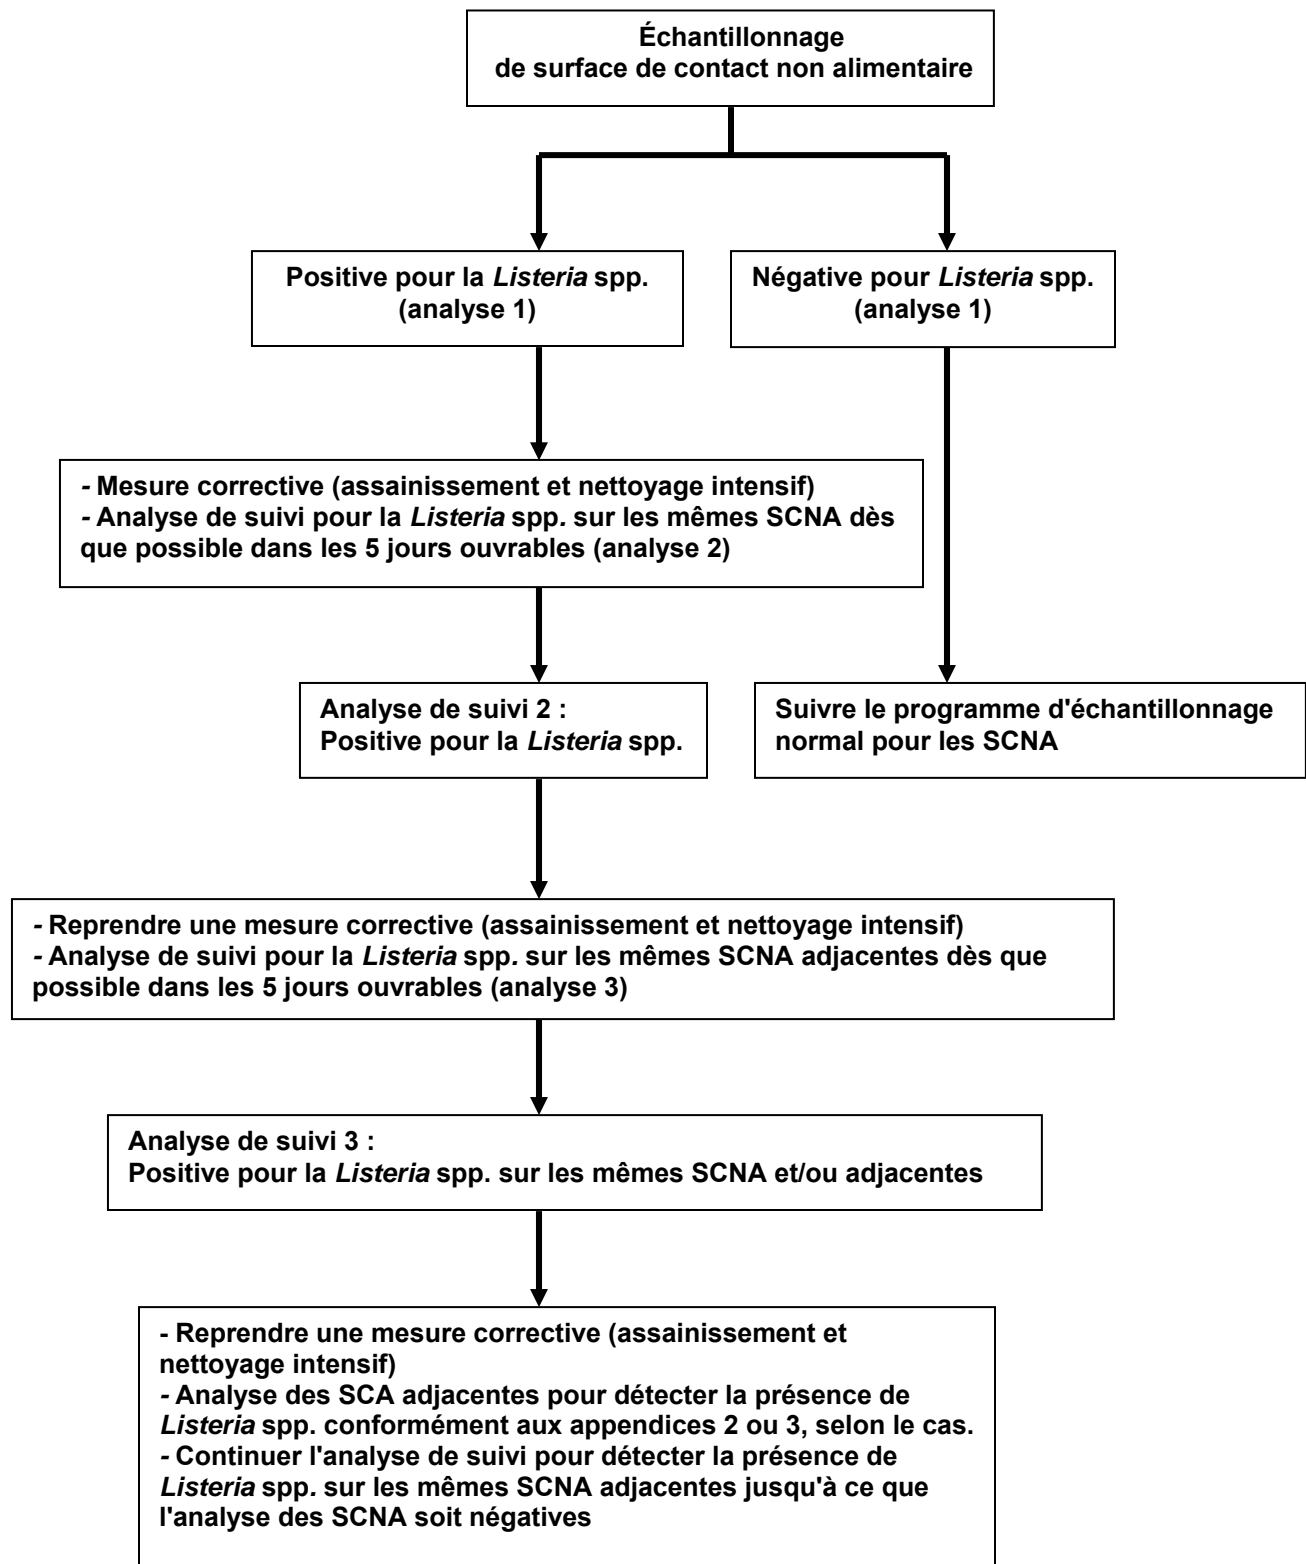 Échantillonnage
de surface de contact non alimentaire
Positive pour la Listeria spp.
(analyse 1)
Négative pour Listeria spp.
(analyse 1)
- Mesure corrective (assainissement et nettoyage intensif)
- Analyse de suivi pour la Listeria spp. sur les mêmes SCNA dès
que possible dans les 5 jours ouvrables (analyse 2)
Analyse de suivi 2 :
Positive pour la Listeria spp.
Suivre le programme d'échantillonnage
normal pour les SCNA
- Reprendre une mesure corrective (assainissement et nettoyage intensif)
- Analyse de suivi pour la Listeria spp. sur les mêmes SCNA adjacentes dès que
possible dans les 5 jours ouvrables (analyse 3)
Analyse de suivi 3 :
Positive pour la Listeria spp. sur les mêmes SCNA et/ou adjacentes
- Reprendre une mesure corrective (assainissement et
nettoyage intensif)
- Analyse des SCA adjacentes pour détecter la présence de
Listeria spp. conformément aux appendices 2 ou 3, selon le cas.
- Continuer l'analyse de suivi pour détecter la présence de
Listeria spp. sur les mêmes SCNA adjacentes jusqu'à ce que
l'analyse des SCNA soit négatives